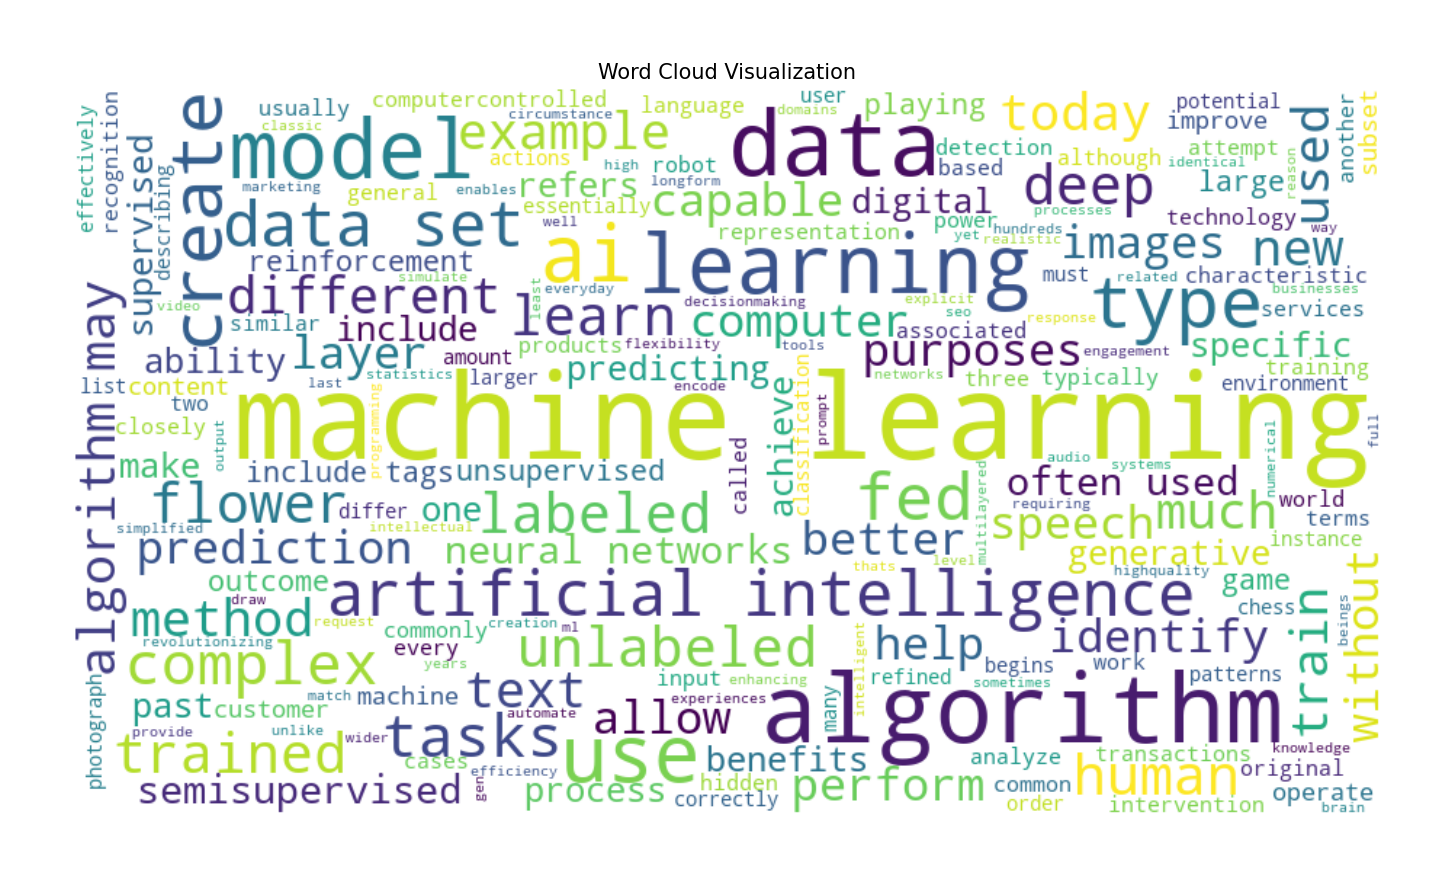 Word Cloud Visualization
effectively
recognition
usually
computercontrolled
language
user
playing
today
potential
used
another
subset
classic
circumstance
domains
improve
create
model
example
data
supervised
describing
actions
high
robot
detection
based
although
attempt
identical
reason
marketing
general
enables
refers
longform
capable
digital
deep
large
essentially
processes
technology
data set
well
representation
power
hundreds
way
ai
learning
yet
realistic
images
new
reinforcement
simulate
everyday
must
related
characteristic
video
different
least
decisionmaking
explicit
type
businesses
similar
include
learn
computer
seo
response
services
associated
algorithm may
ability
layer
amount
products
flexibility
tools
purposes
engagement
specific
list
content
last
statistics
larger
predicting
encode
networks
three
typically
training
environment
two
programming
machine learning
prompt
full
closely
output
achieve
classification
make
include tags
unsupervised
called
audio
systems
numerical
flower
differ
one
labeled
fed
multilayered
often used
requiring
world
simplified
intellectual
speech
much
terms
prediction
neural networks
better
generative
instance
thats
level
outcome
artificial intelligence
highquality
game
without
draw
method
request
commonly
creation
ml
chess
train
beings
revolutionizing
every
unlabeled
help
identify
complex
years
intelligent
begins
work
patterns
photograph
match
machine
text
input
enhancing
refined
sometimes
past
customer
experiences
many
algorithm
automate
allow
provide
unlike
wider
tasks
use
knowledge
trained
cases
efficiency
benefits
analyze
transactions
original
semisupervised
gen
process
hidden
correctly
perform
common
human
operate
order
intervention
brain